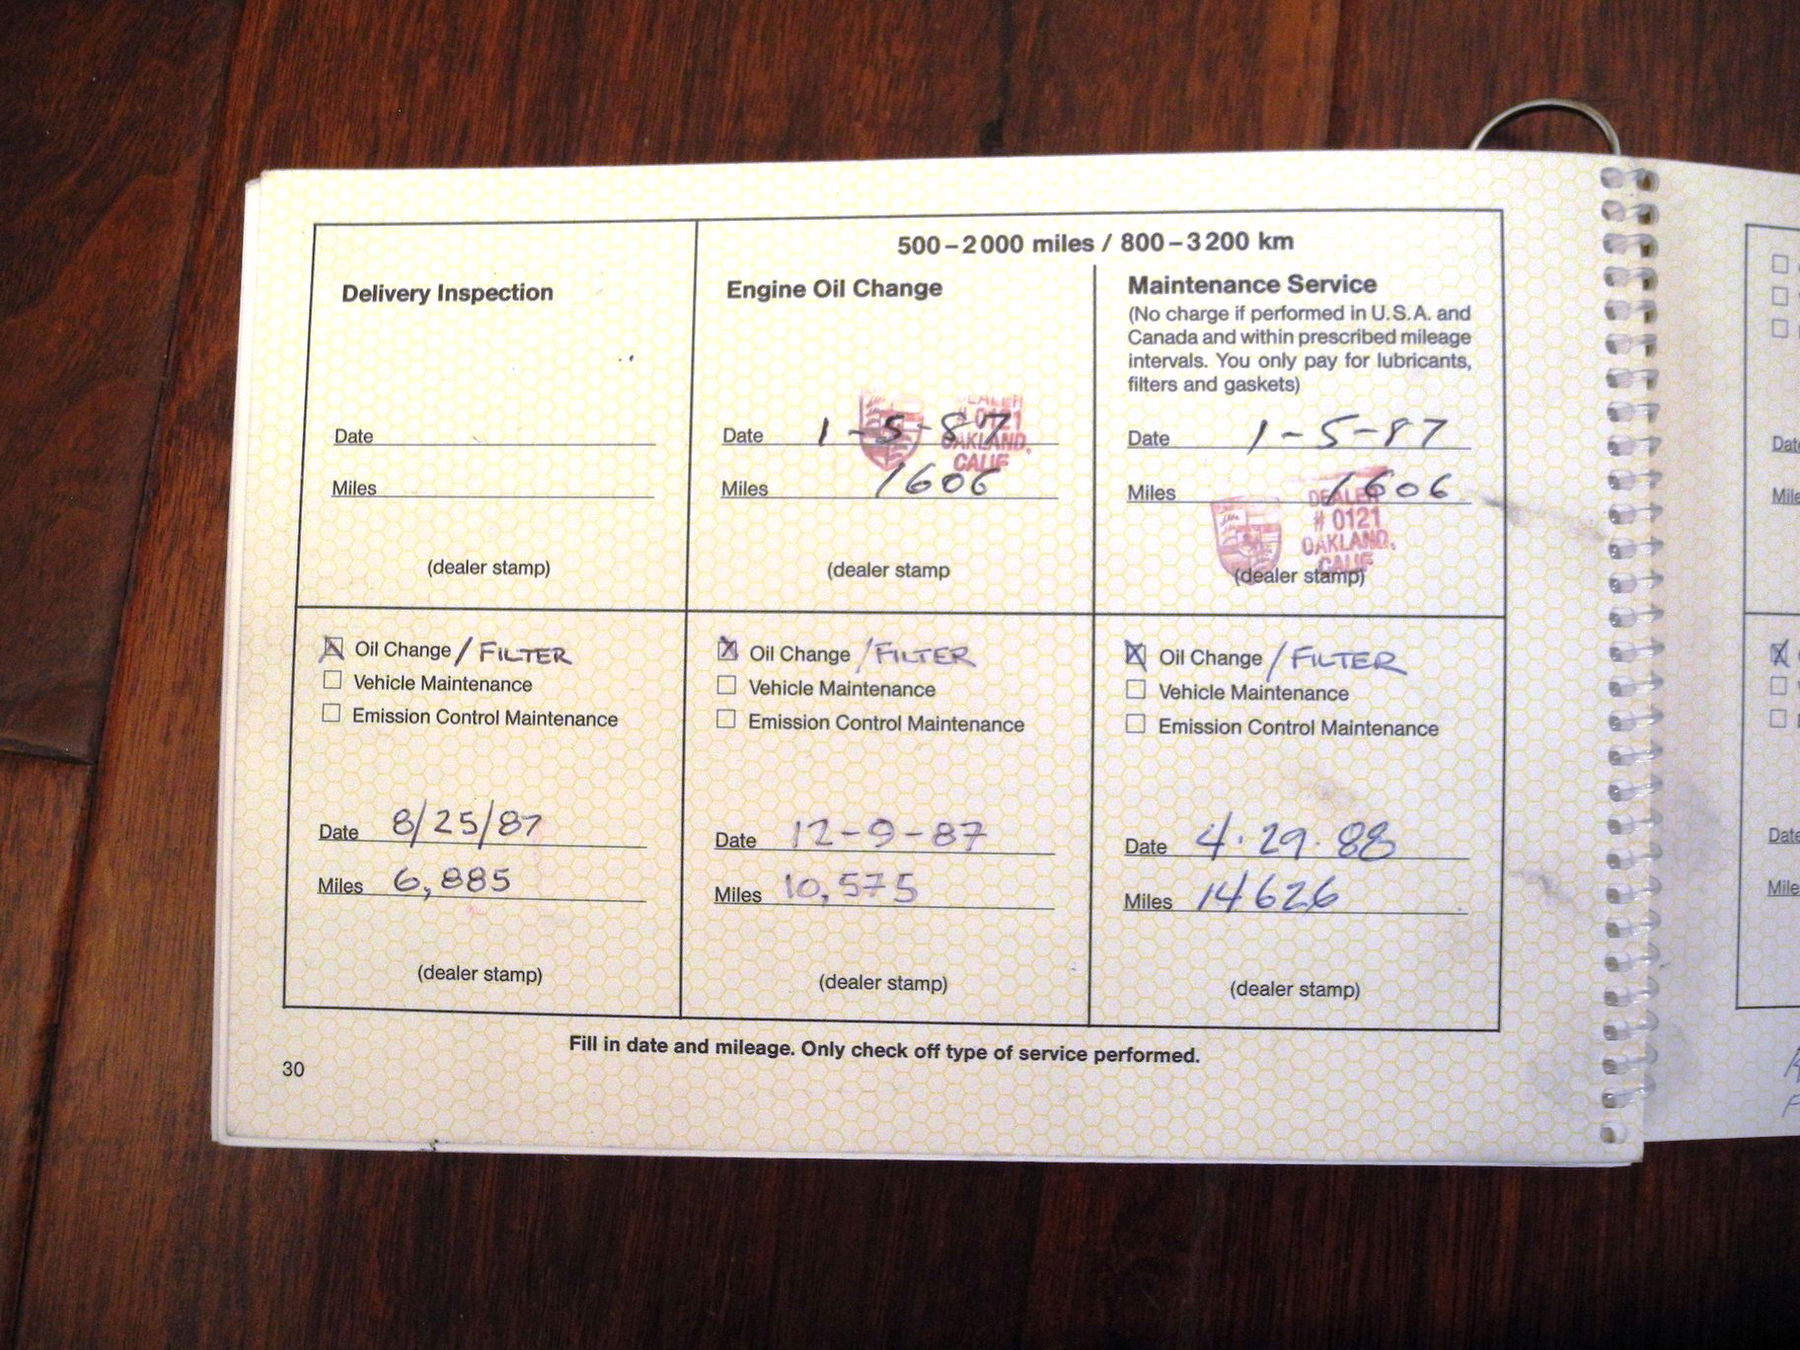 500–2000 miles / 800–3200 km
Delivery Inspection
Date
Miles
(dealer stamp)
Engine Oil Change
DEALER
# 0121
OAKLAND,
CALIF
Date 1-5-87
Miles 1606
(dealer stamp
Maintenance Service
(No charge if performed in U.S.A. and
Canada and within prescribed mileage
intervals. You only pay for lubricants,
filters and gaskets)
Date 1-5-87
Miles 1606
DEALER
# 0121
OAKLAND,
CALIF
(dealer stamp)
X Oil Change / FILTER
Vehicle Maintenance
Emission Control Maintenance
Date 8/25/87
Miles 6,885
(dealer stamp)
X Oil Change / FILTER
Vehicle Maintenance
Emission Control Maintenance
Date 12-9-87
Miles 10,575
(dealer stamp)
X Oil Change / FILTER
Vehicle Maintenance
Emission Control Maintenance
Date 4.29.88
Miles 14626
(dealer stamp)
Fill in date and mileage. Only check off type of service performed.
30